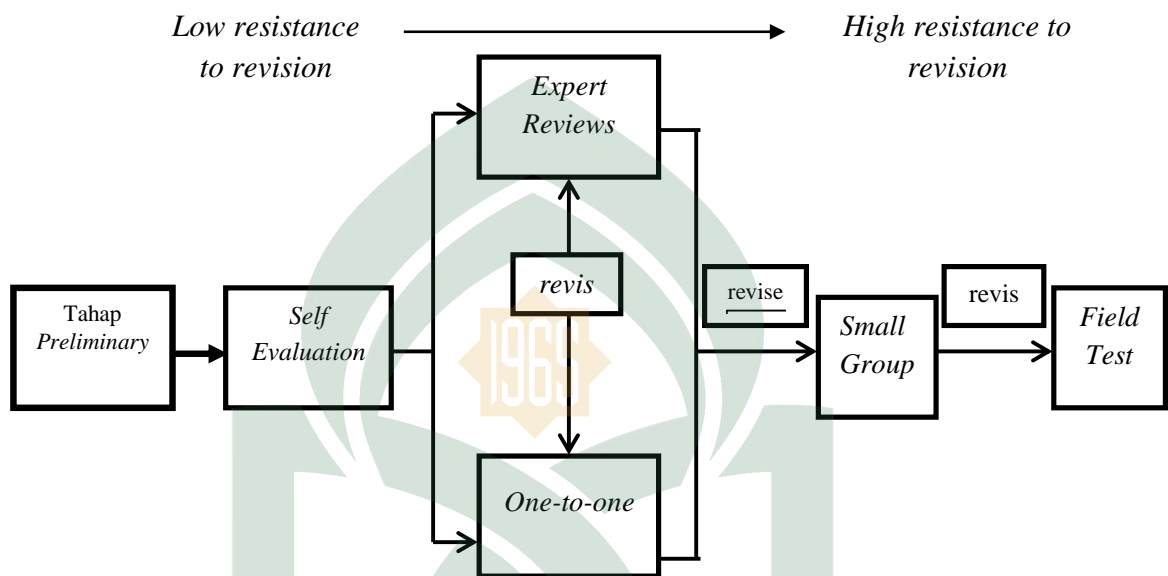 Low resistance
to revision
High resistance to
revision
Expert
Reviews
revis
Tahap
Preliminary
Self
Evaluation
revise
Small
Group
revis
Field
Test
1965
One-to-one